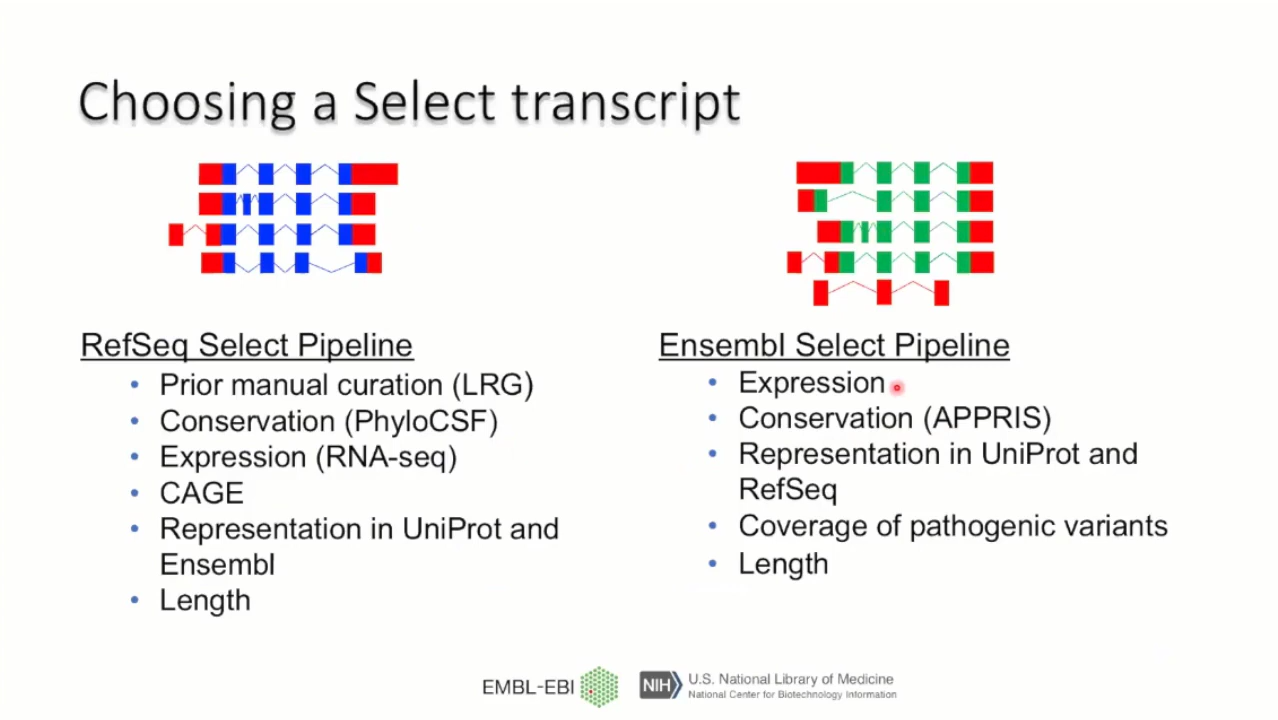 Choosing a Select transcript
RefSeq Select Pipeline
• Prior manual curation (LRG)
• Conservation (PhyloCSF)
• Expression (RNA-seq)
• CAGE
• Representation in UniProt and
Ensembl
• Length
Ensembl Select Pipeline
• Expression
• Conservation (APPRIS)
• Representation in UniProt and
RefSeq
• Coverage of pathogenic variants
• Length
EMBL-EBI
NIH
U.S. National Library of Medicine
National Center for Biotechnology Information